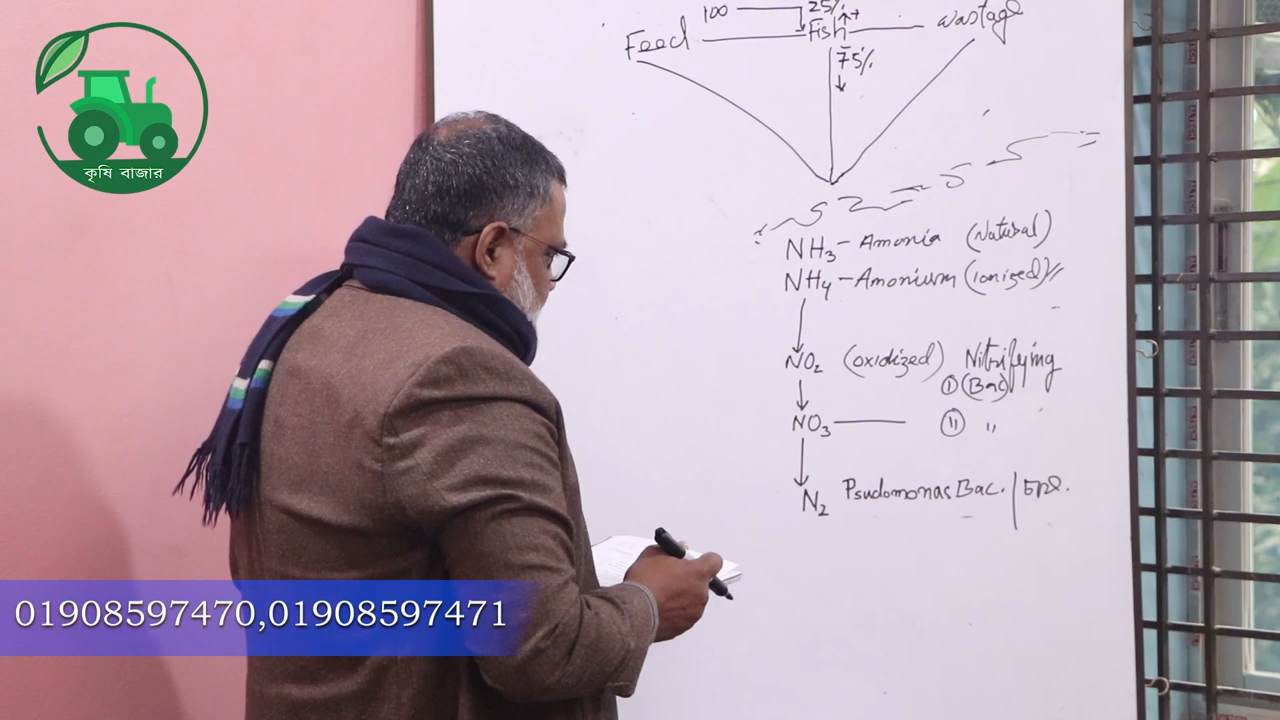 100 25%
Feed Fish wastage
75%
কৃষি বাজার
NH3 - Amonia (Natural)
NH4 - Amonium (ionized)
NO2 (oxidized) Nitrifying
① (Bac)
NO3 ⑪ "
N2 Psudomonas Bac.
01908597470,01908597471